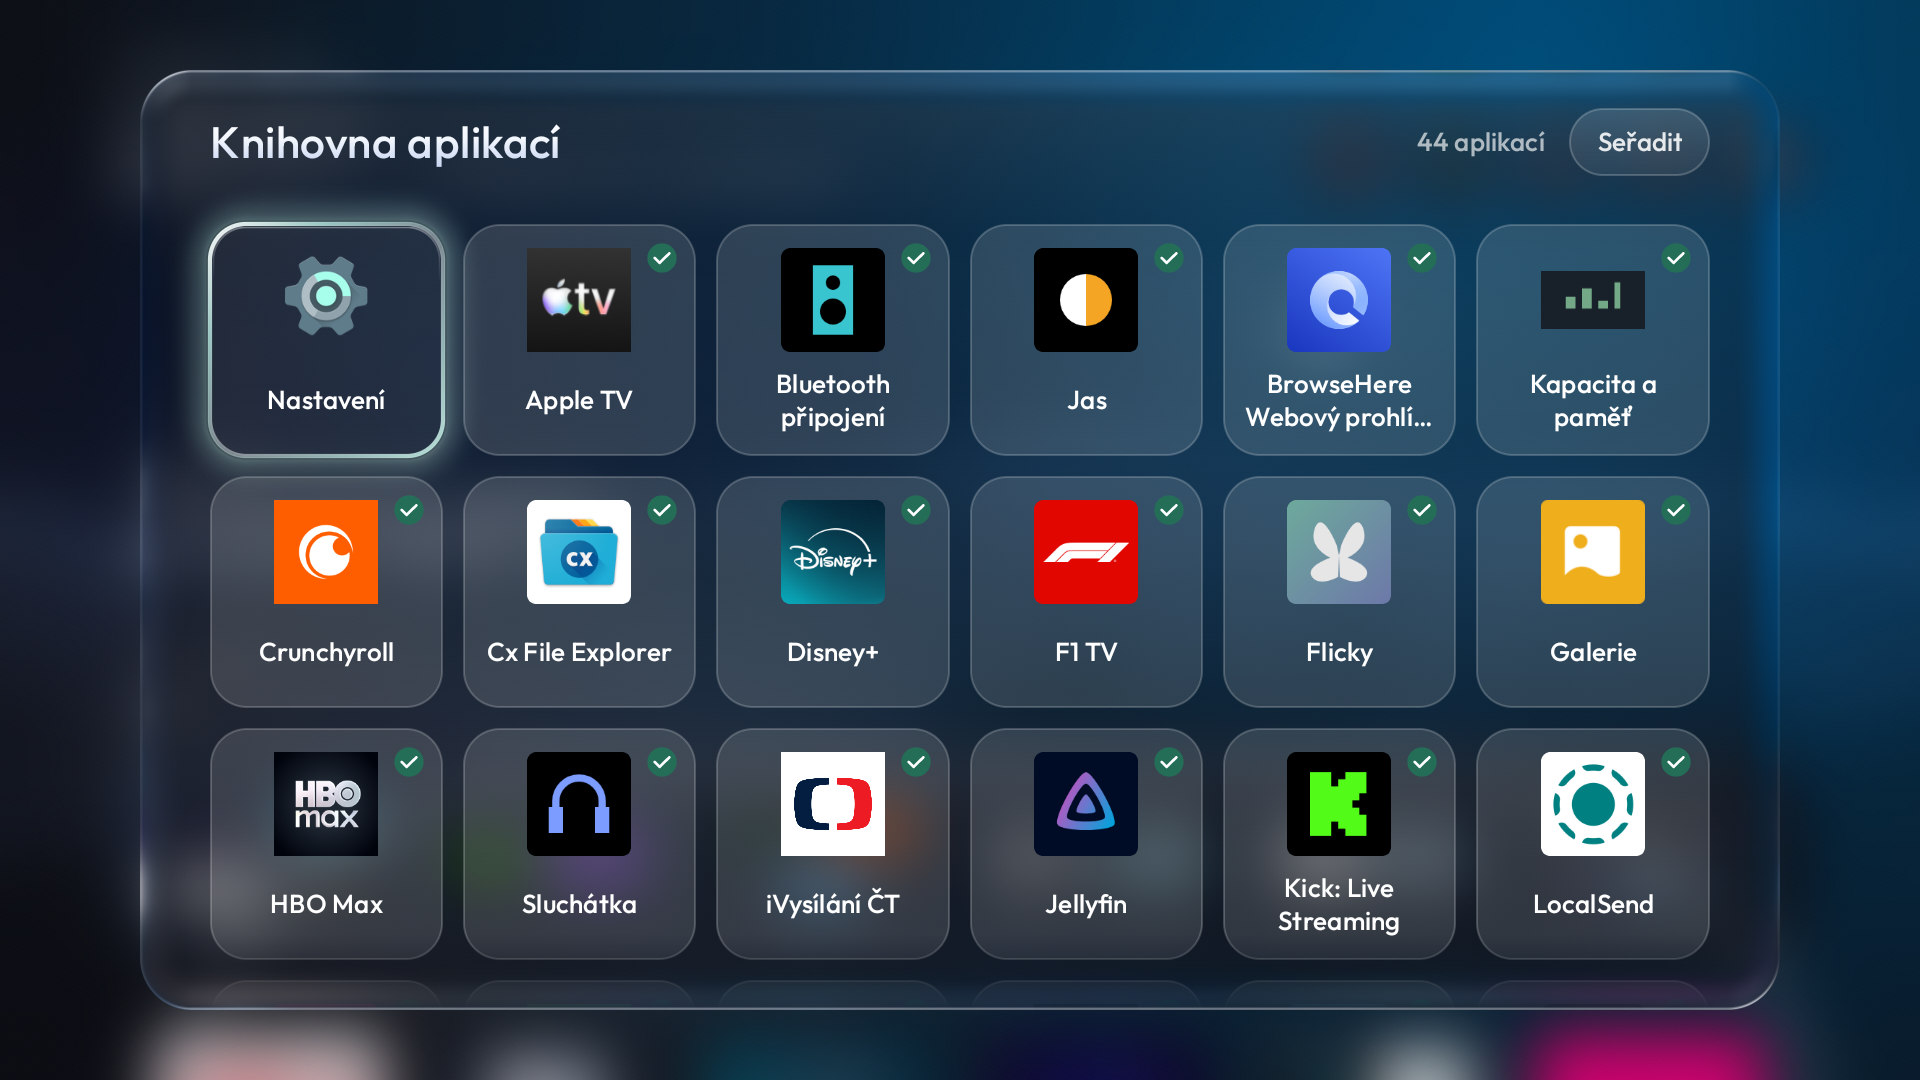 Knihovna aplikací
44 aplikací
Seřadit
tv
Nastavení
Apple TV
Bluetooth
připojení
Jas
BrowseHere
Webový prohlí...
Kapacita a
paměť
CX
Disney+
F1
Crunchyroll
Cx File Explorer
Disney+
F1 TV
Flicky
Galerie
HBO
max
HBO Max
Sluchátka
iVysílání ČT
Jellyfin
Kick: Live
Streaming
LocalSend